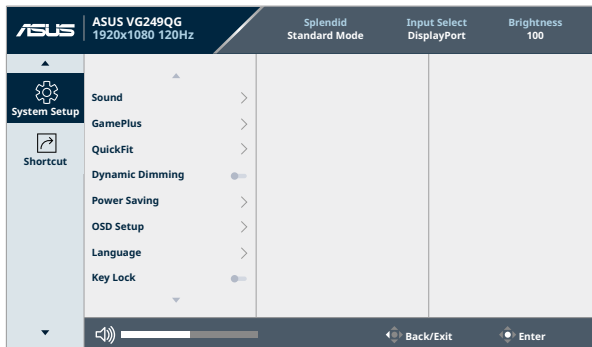 ASUS
ASUS VG249QG
1920x1080 120Hz
Splendid
Standard Mode
Input Select
DisplayPort
Brightness
100
System Setup
Shortcut
Sound
GamePlus
QuickFit
Dynamic Dimming
Power Saving
OSD Setup
Language
Key Lock
Back/Exit
Enter